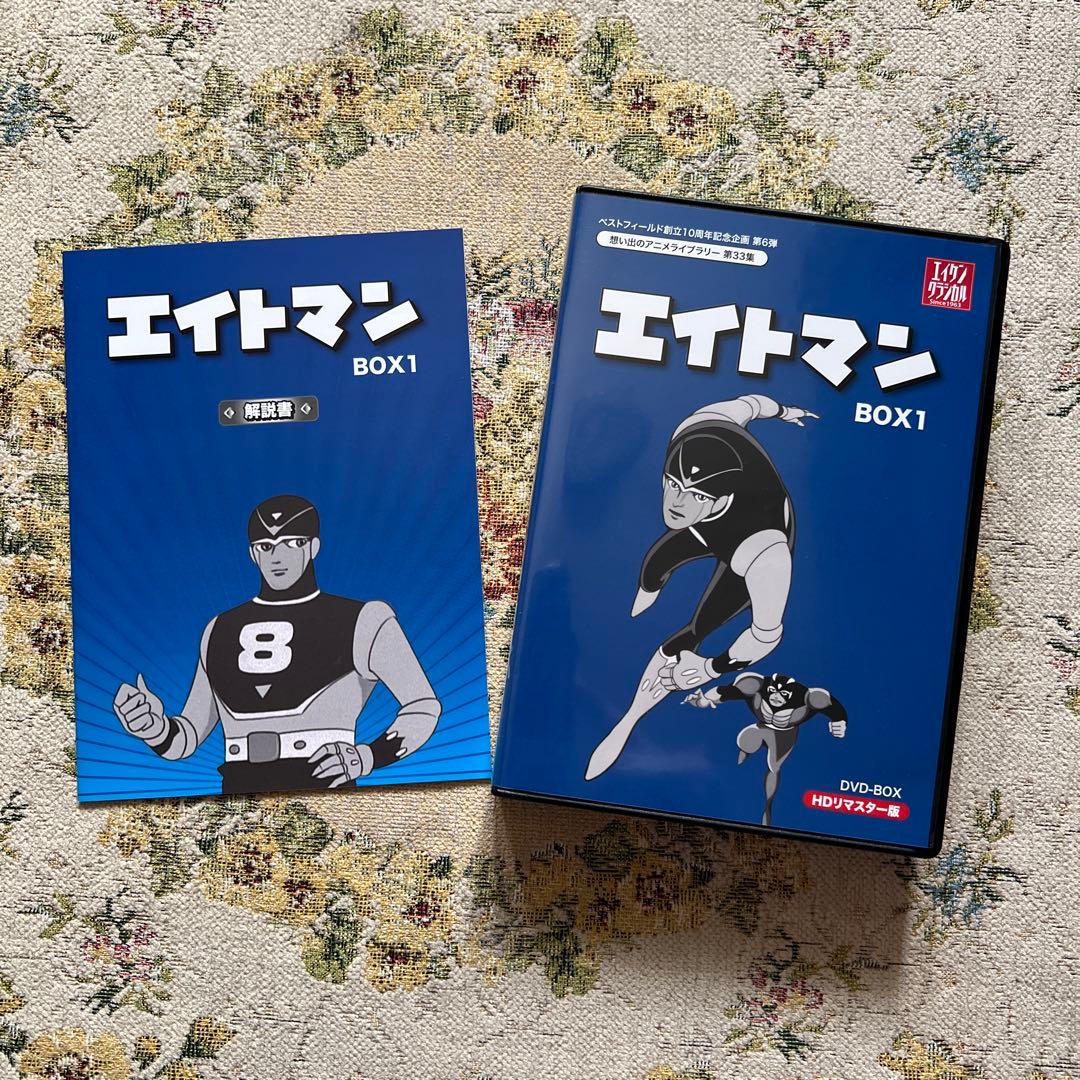 エイトマン
BOX1
解説書
8
ベストフィールド創立10周年記念企画 第6弾
想い出のアニメライブラリー 第33集
エイケン
クラシカル
Since1963
エイトマン
BOX1
DVD-BOX
HDリマスター版